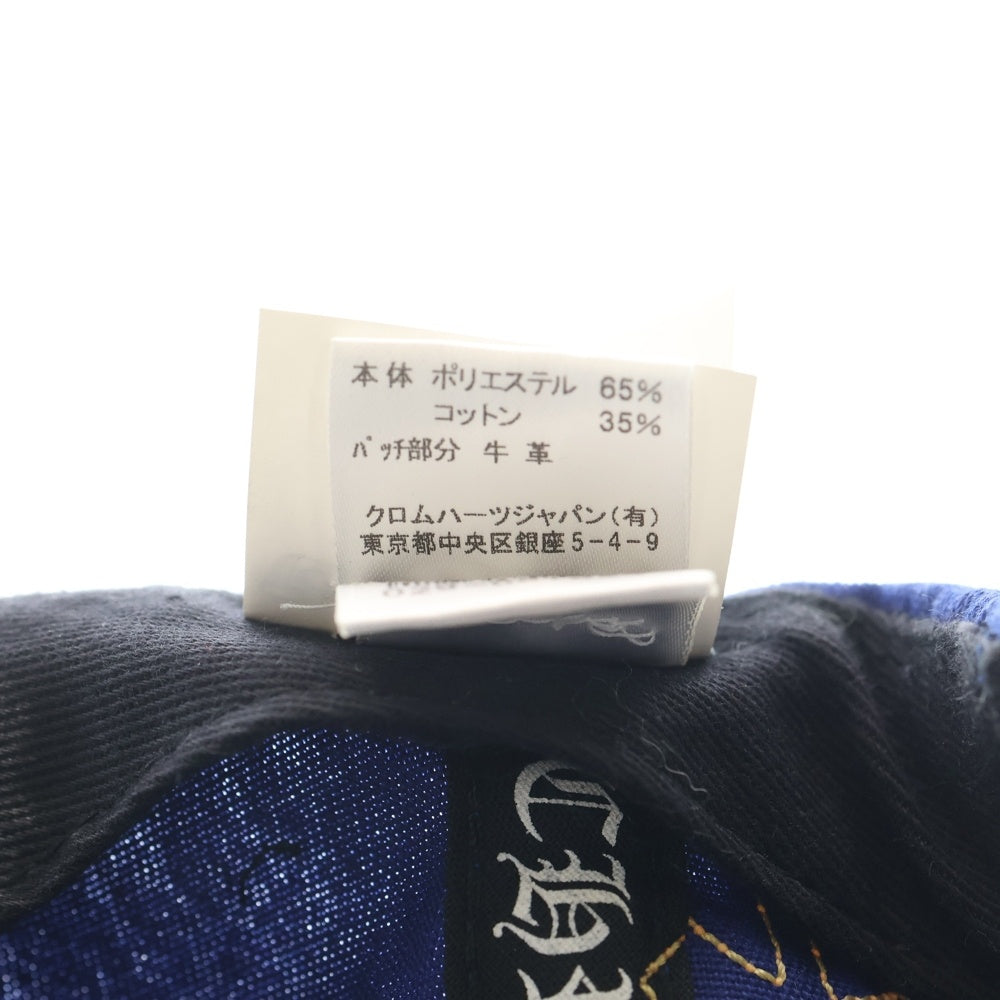 本体 ポリエステル 65%
コットン 35%
パッチ部分 牛革
クロムハーツジャパン(有)
東京都中央区銀座5-4-9
CH